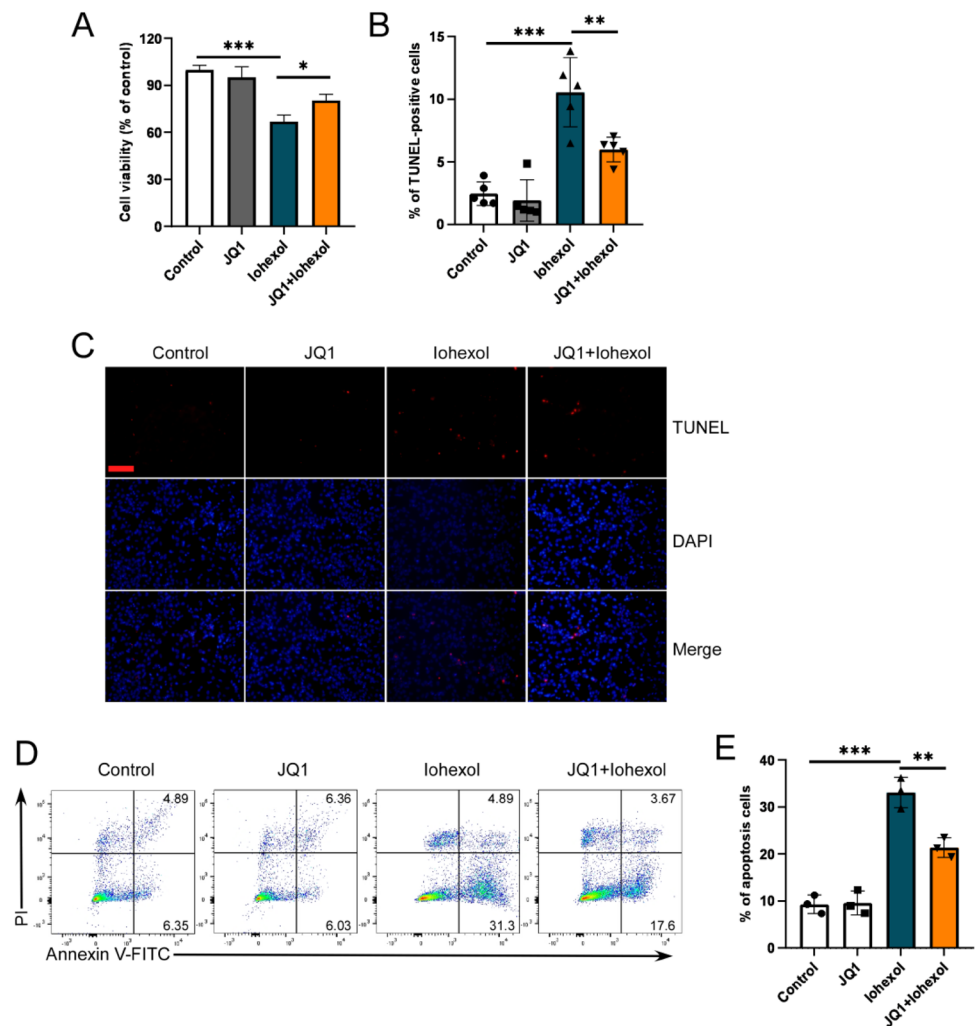 A
Cell viability (% of control)
120
90
60
30
0
***
*
Control
JQ1
Iohexol
JQ1+Iohexol
B
% of TUNEL-positive cells
15
10
5
0
***
**
Control
JQ1
Iohexol
JQ1+Iohexol
C
Control JQ1 Iohexol JQ1+Iohexol
TUNEL
DAPI
Merge
D
Control JQ1 Iohexol JQ1+Iohexol
4.89 6.36 4.89 3.67
6.35 6.03 31.3 17.6
PI
Annexin V-FITC
E
% of apoptosis cells
40
30
20
10
0
***
**
Control
JQ1
Iohexol
JQ1+Iohexol